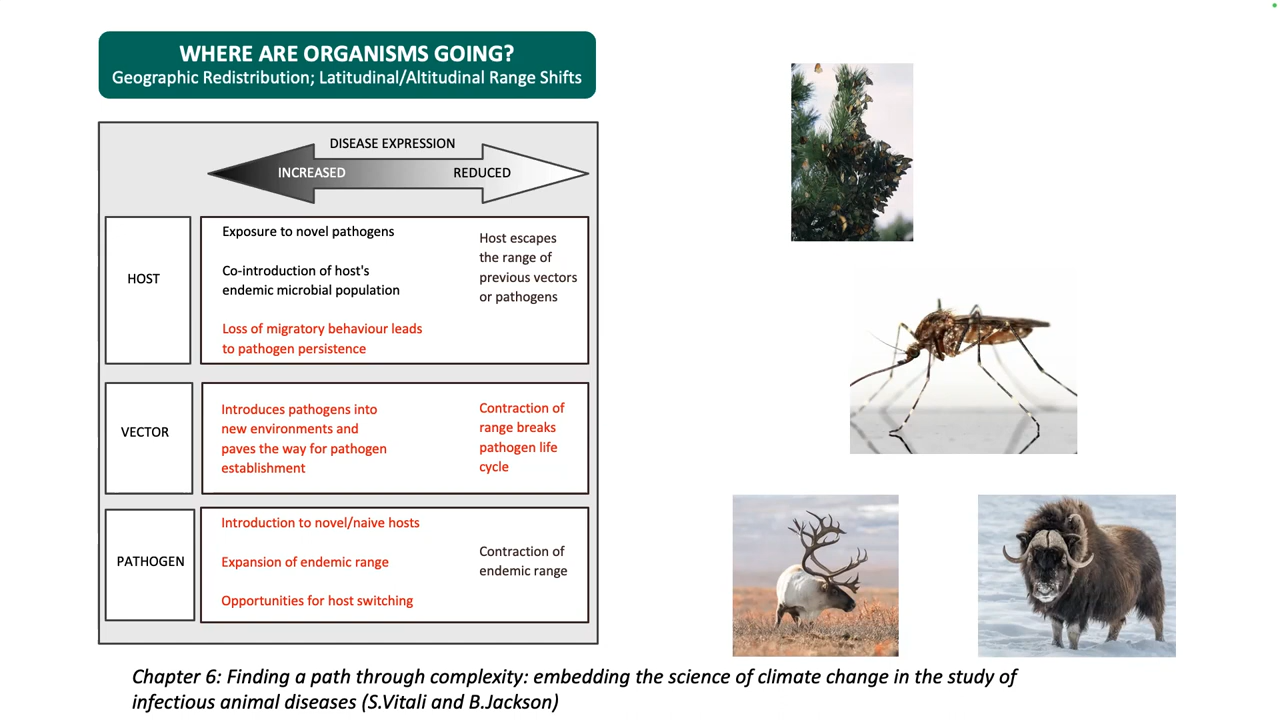 WHERE ARE ORGANISMS GOING?
Geographic Redistribution; Latitudinal/Altitudinal Range Shifts
DISEASE EXPRESSION
INCREASED
REDUCED
HOST
Exposure to novel pathogens
Co-introduction of host's
endemic microbial population
Loss of migratory behaviour leads
to pathogen persistence
Host escapes
the range of
previous vectors
or pathogens
VECTOR
Introduces pathogens into
new environments and
paves the way for pathogen
establishment
Contraction of
range breaks
pathogen life
cycle
PATHOGEN
Introduction to novel/naive hosts
Expansion of endemic range
Opportunities for host switching
Contraction of
endemic range
Chapter 6: Finding a path through complexity: embedding the science of climate change in the study of
infectious animal diseases (S.Vitali and B.Jackson)